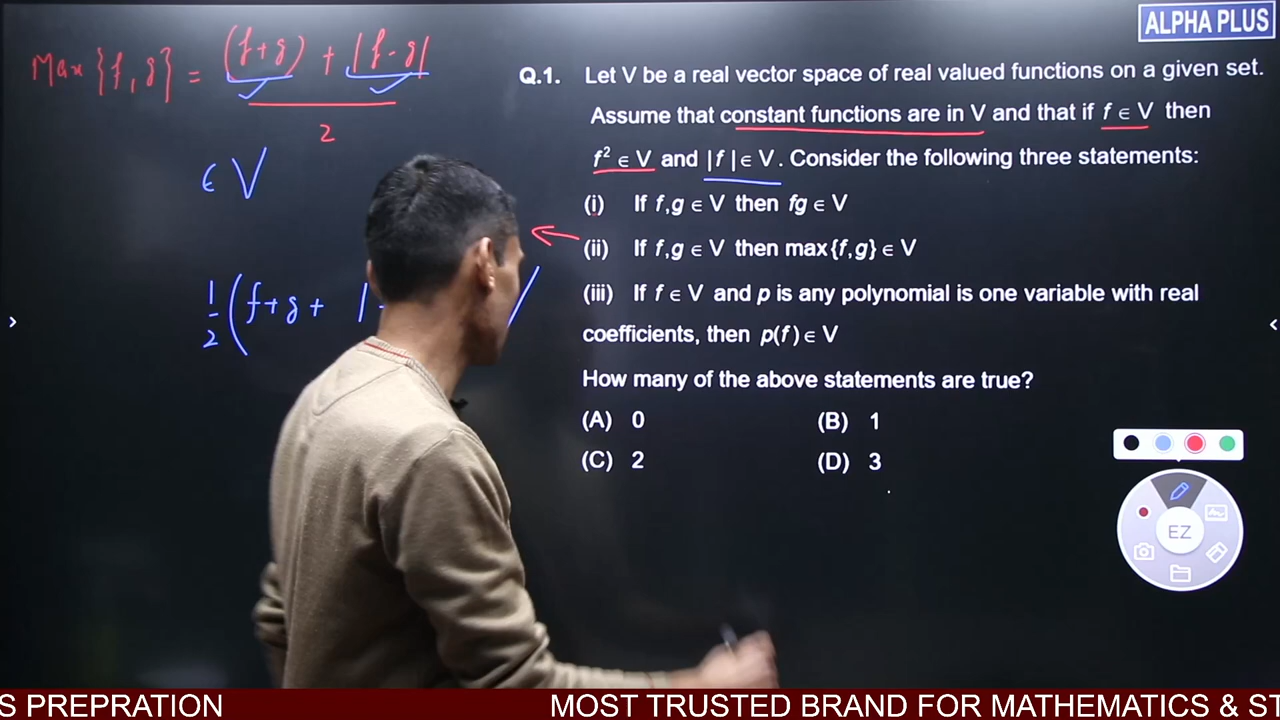 ALPHA PLUS
Max {f,g} = (f+g) + |f-g|
2
∈ V
1/2 (f+g+ |
Q.1. Let V be a real vector space of real valued functions on a given set.
Assume that constant functions are in V and that if f ∈ V then
f² ∈ V and |f| ∈ V. Consider the following three statements:
(i) If f,g ∈ V then fg ∈ V
(ii) If f,g ∈ V then max{f,g} ∈ V
(iii) If f ∈ V and p is any polynomial is one variable with real
coefficients, then p(f) ∈ V
How many of the above statements are true?
(A) 0 (B) 1
(C) 2 (D) 3
EZ
S PREPRATION MOST TRUSTED BRAND FOR MATHEMATICS & ST